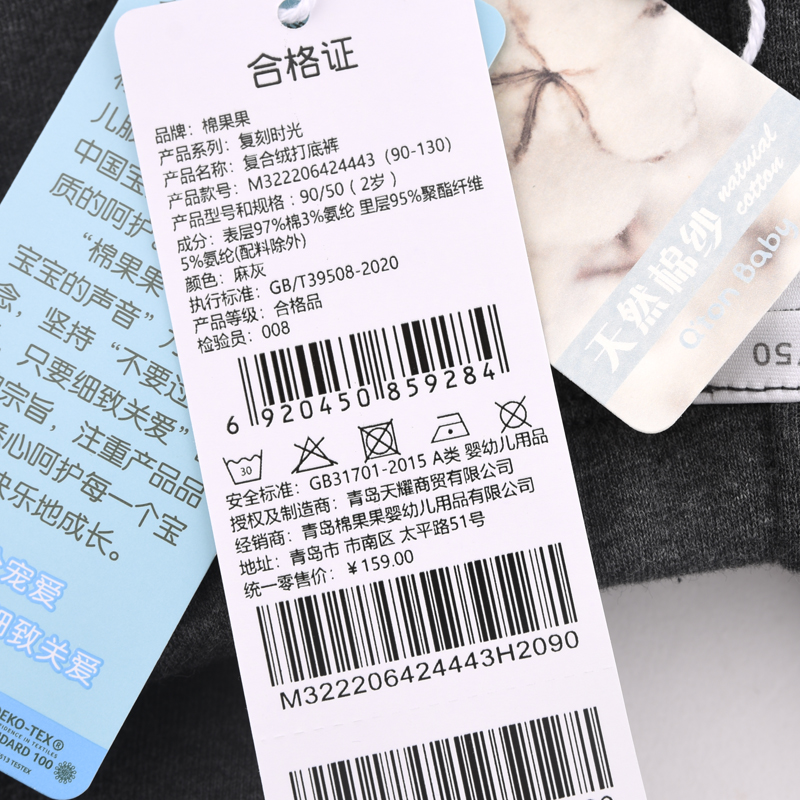 合格证
品牌：棉果果
产品系列：复刻时光
产品名称：复合绒打底裤
产品款号：M322206424443（90-130）
产品型号和规格：90/50（2岁）
成分：表层97%棉3%氨纶 里层95%聚酯纤维
5%氨纶(配料除外)
颜色：麻灰
执行标准：GB/T39508-2020
产品等级：合格品
检验员：008
6 920450 859284
30
安全标准：GB31701-2015 A类 婴幼儿用品
授权及制造商：青岛天耀商贸有限公司
经销商：青岛棉果果婴幼儿用品有限公司
地址：青岛市 市南区 太平路51号
统一零售价：￥159.00
M322206424443H2090
中国宝
质的呵护
“棉果果
宝宝的声音”
念，坚持“不要过
只要细致关爱”
宗旨，注重产品品
心呵护每一个宝
快乐地成长。
宠爱
细致关爱
OEKO-TEX®
CONFIDENCE IN TEXTILES
STANDARD 100
TESTEX
天然棉纱
natuial
cotton
Baby
50